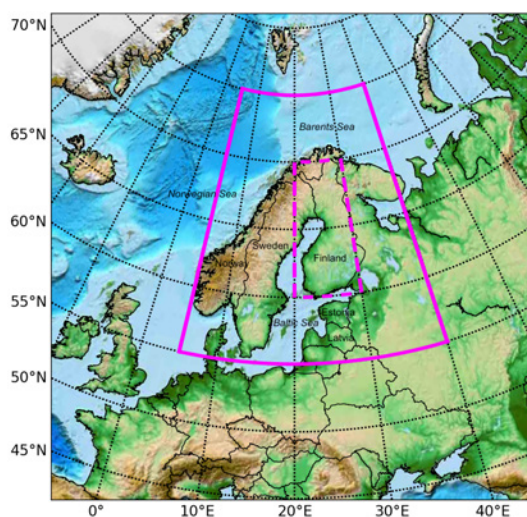 70°N
65°N
60°N
55°N
50°N
45°N
Barents Sea
Norwegian Sea
Sweden
Norway
Finland
Baltic Sea
Estonia
Latvia
0°
10°E
20°E
30°E
40°E